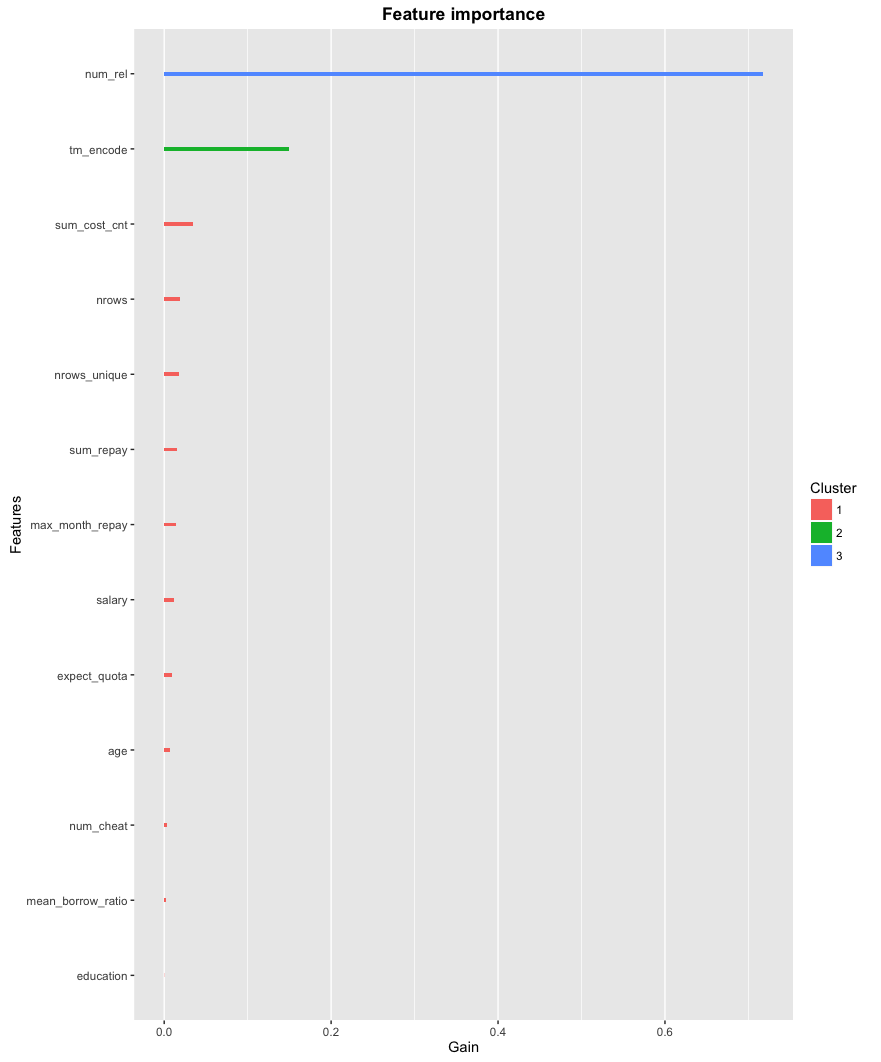 Feature importance
num_rel
tm_encode
sum_cost_cnt
nrows
nrows_unique
sum_repay
max_month_repay
salary
expect_quota
age
num_cheat
mean_borrow_ratio
education
Features
0.0 0.2 0.4 0.6
Gain
Cluster
1
2
3